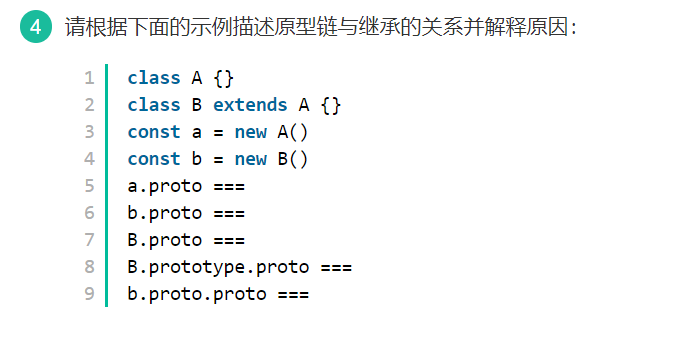 4 请根据下面的示例描述原型链与继承的关系并解释原因：
1 class A {}
2 class B extends A {}
3 const a = new A()
4 const b = new B()
5 a.proto ===
6 b.proto ===
7 B.proto ===
8 B.prototype.proto ===
9 b.proto.proto ===